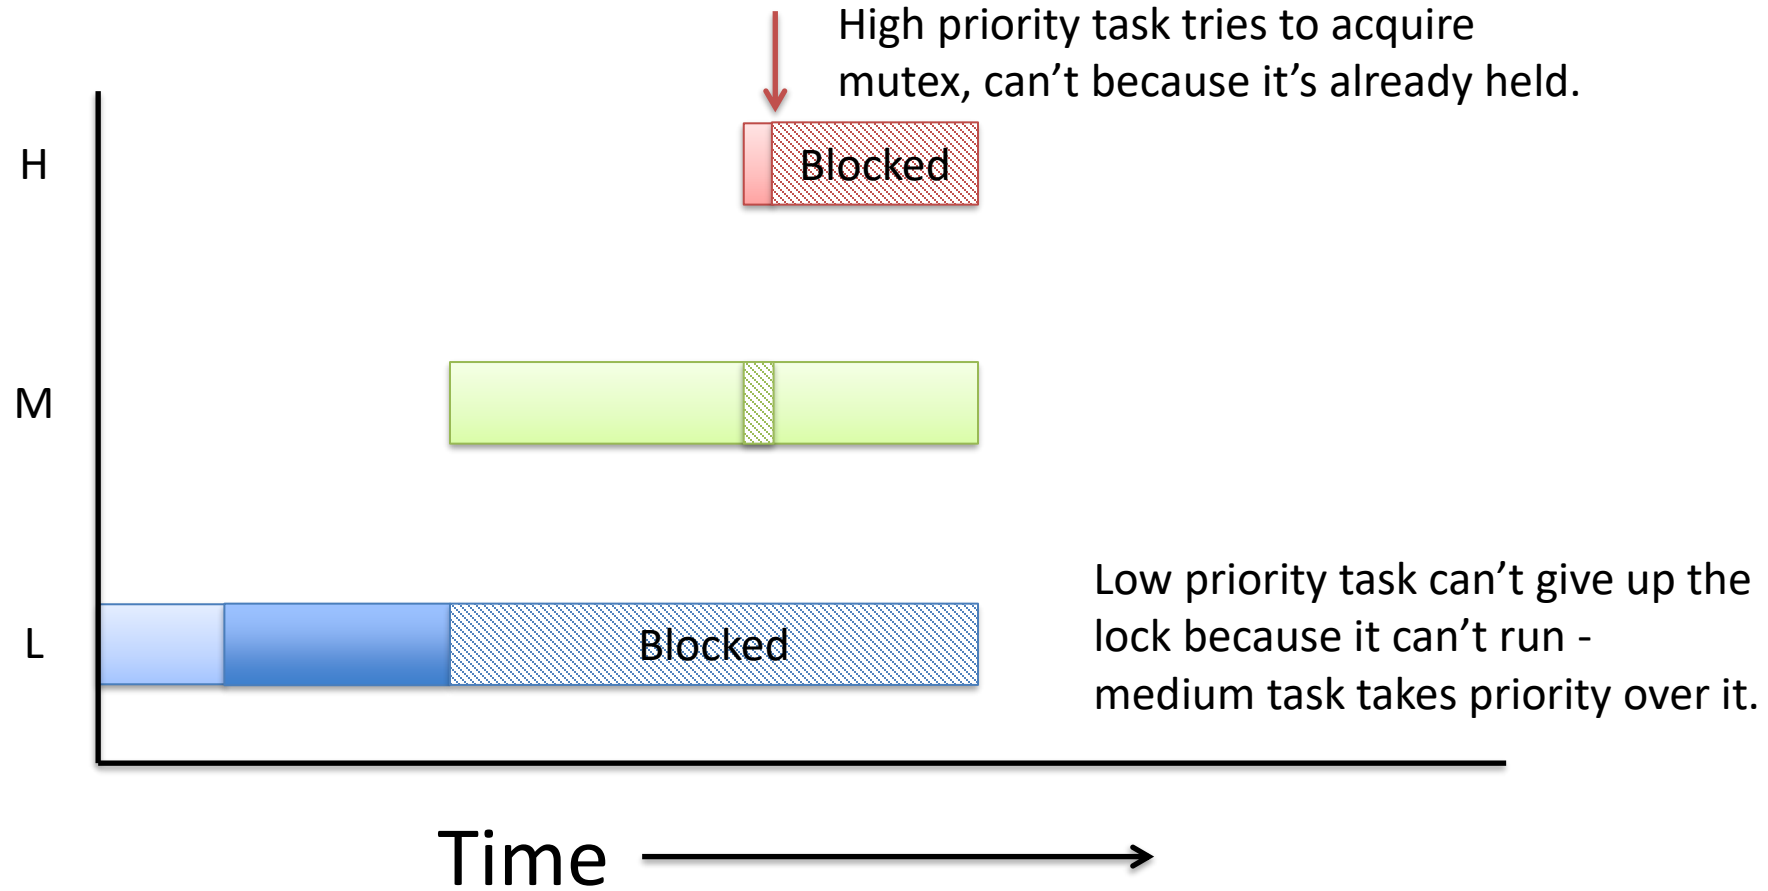 High priority task tries to acquire
mutex, can’t because it’s already held.
H
Blocked
M
L
Blocked
Low priority task can’t give up the
lock because it can’t run -
medium task takes priority over it.
Time